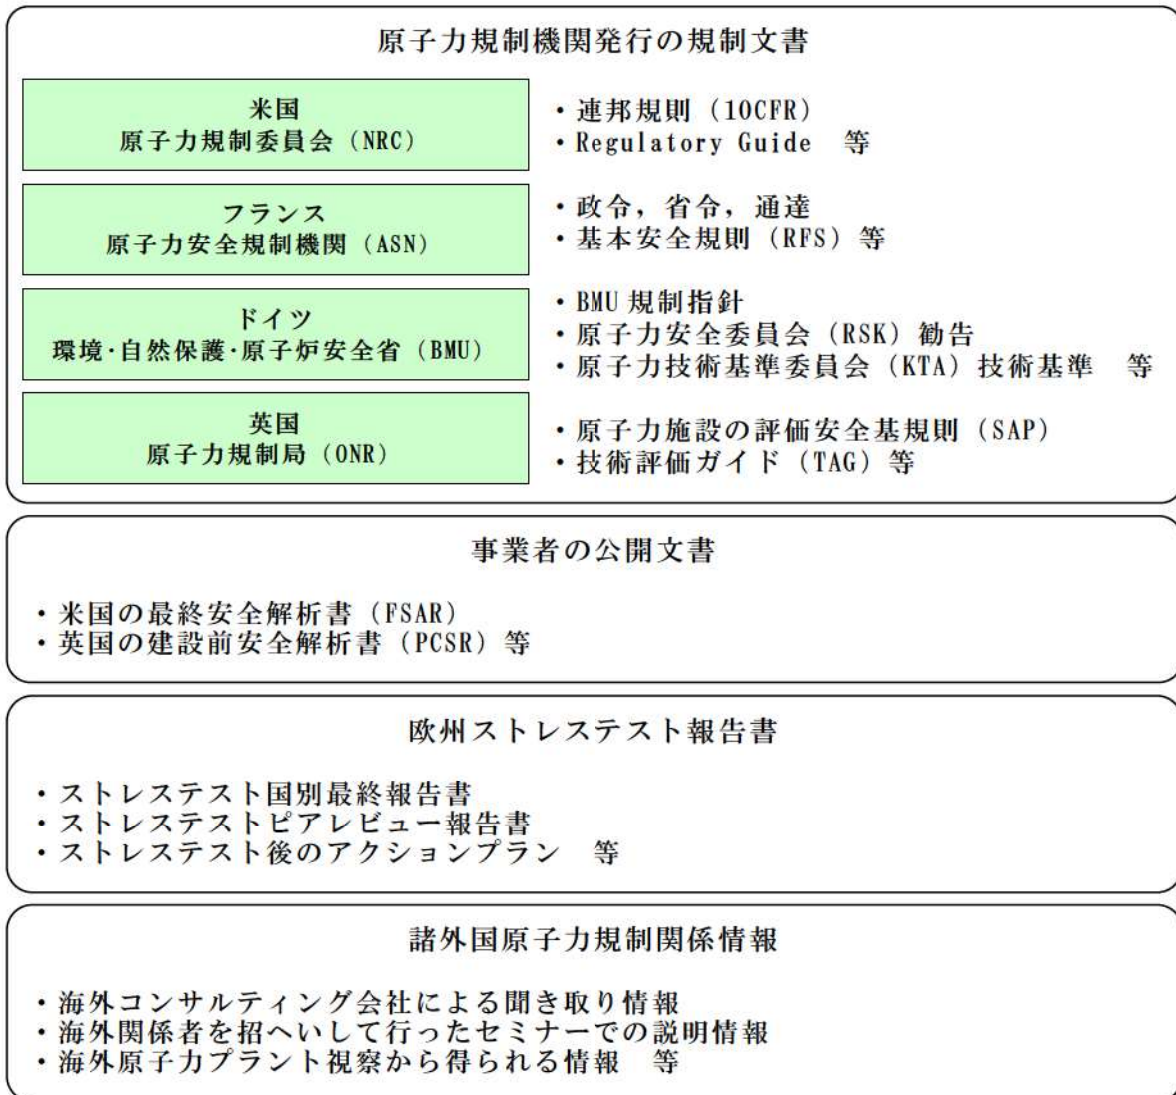 原子力規制機関発行の規制文書
米国
原子力規制委員会（NRC）
・連邦規則（10CFR）
・Regulatory Guide　等
フランス
原子力安全規制機関（ASN）
・政令，省令，通達
・基本安全規則（RFS）等
ドイツ
環境・自然保護・原子炉安全省（BMU）
・BMU 規制指針
・原子力安全委員会（RSK）勧告
・原子力技術基準委員会（KTA）技術基準　等
英国
原子力規制局（ONR）
・原子力施設の評価安全基規則（SAP）
・技術評価ガイド（TAG）等
事業者の公開文書
・米国の最終安全解析書（FSAR）
・英国の建設前安全解析書（PCSR）等
欧州ストレステスト報告書
・ストレステスト国別最終報告書
・ストレステストピアレビュー報告書
・ストレステスト後のアクションプラン　等
諸外国原子力規制関係情報
・海外コンサルティング会社による聞き取り情報
・海外関係者を招へいして行ったセミナーでの説明情報
・海外原子力プラント視察から得られる情報　等